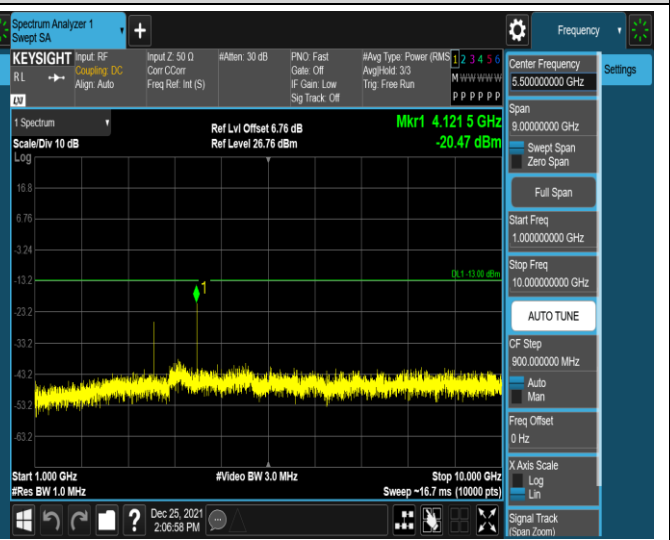 Spectrum Analyzer 1
Swept SA
+
Frequency
KEYSIGHT
RL
LXI
Input: RF
Coupling: DC
Align: Auto
Input Z: 50 Ω
Corr CCorr
Freq Ref: Int (S)
#Atten: 30 dB
PNO: Fast
Gate: Off
IF Gain: Low
Sig Track: Off
#Avg Type: Power (RMS
Avg|Hold: 3/3
Trig: Free Run
1 2 3 4 5 6
M W W W W W
P P P P P P
Center Frequency
5.500000000 GHz
Settings
Span
9.00000000 GHz
Swept Span
Zero Span
Full Span
Start Freq
1.000000000 GHz
Stop Freq
10.000000000 GHz
AUTO TUNE
CF Step
900.000000 MHz
Auto
Man
Freq Offset
0 Hz
X Axis Scale
Log
Lin
Signal Track
(Span Zoom)
1 Spectrum
Scale/Div 10 dB
Log
Ref Lvl Offset 6.76 dB
Ref Level 26.76 dBm
Mkr1 4.121 5 GHz
-20.47 dBm
16.8
6.76
-3.24
-13.2
-23.2
-33.2
-43.2
-53.2
-63.2
DL1 -13.00 dBm
1
Start 1.000 GHz
#Res BW 1.0 MHz
#Video BW 3.0 MHz
Stop 10.000 GHz
Sweep ~16.7 ms (10000 pts)
?
Dec 25, 2021
2:06:58 PM